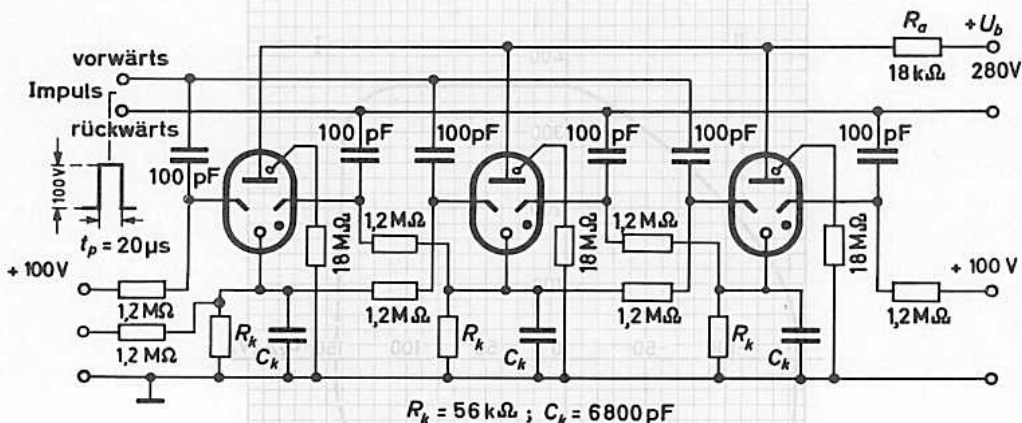 R_a
+ U_b
vorwärts
18 kΩ
280V
Impuls
rückwärts
100 pF
100pF
100 pF
100pF
100 pF
100 pF
100V
t_p = 20 µs
1,2 MΩ
1,2 MΩ
18 MΩ
18 MΩ
18 MΩ
+ 100V
+ 100 V
1,2 MΩ
1,2 MΩ
1,2 MΩ
1,2 MΩ
1,2 MΩ
R_k
C_k
R_k
C_k
R_k
C_k
R_k = 56 kΩ ; C_k = 6800 pF